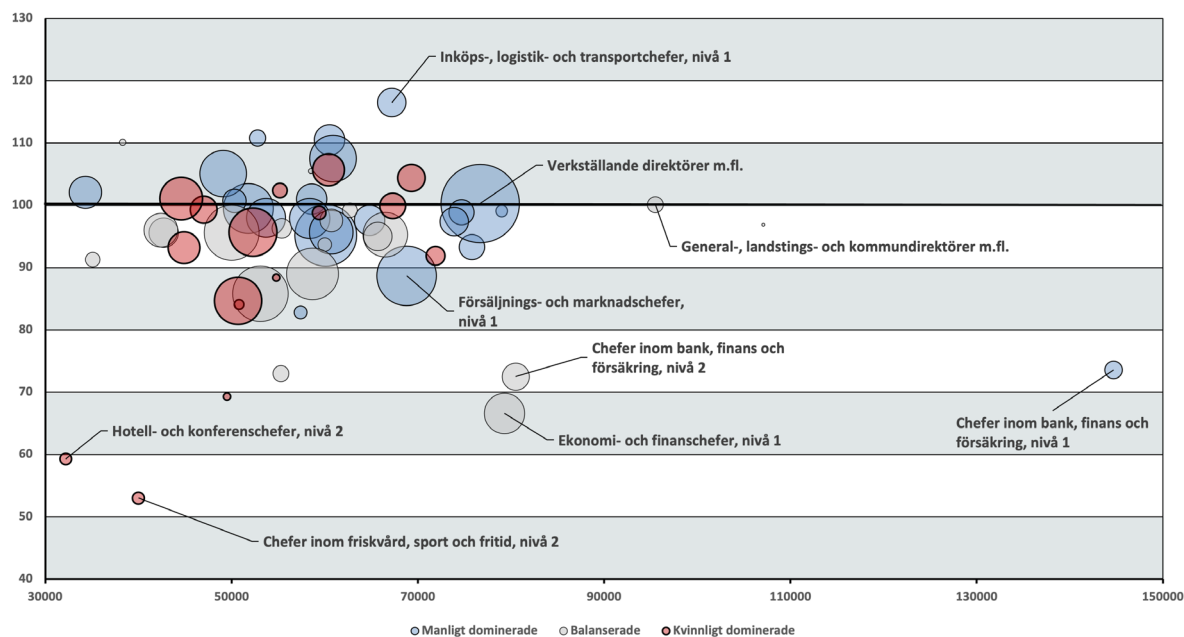 130
120
110
100
90
80
70
60
50
40
30000
50000
70000
90000
110000
130000
150000
Inköps-, logistik- och transportchefer, nivå 1
Verkställande direktörer m.fl.
General-, landstings- och kommundirektörer m.fl.
Försäljnings- och marknadschefer,
nivå 1
Chefer inom bank, finans och
försäkring, nivå 2
Chefer inom bank, finans och
försäkring, nivå 1
Ekonomi- och finanschefer, nivå 1
Hotell- och konferenschefer, nivå 2
Chefer inom friskvård, sport och fritid, nivå 2
Manligt dominerade
Balanserade
Kvinnligt dominerade